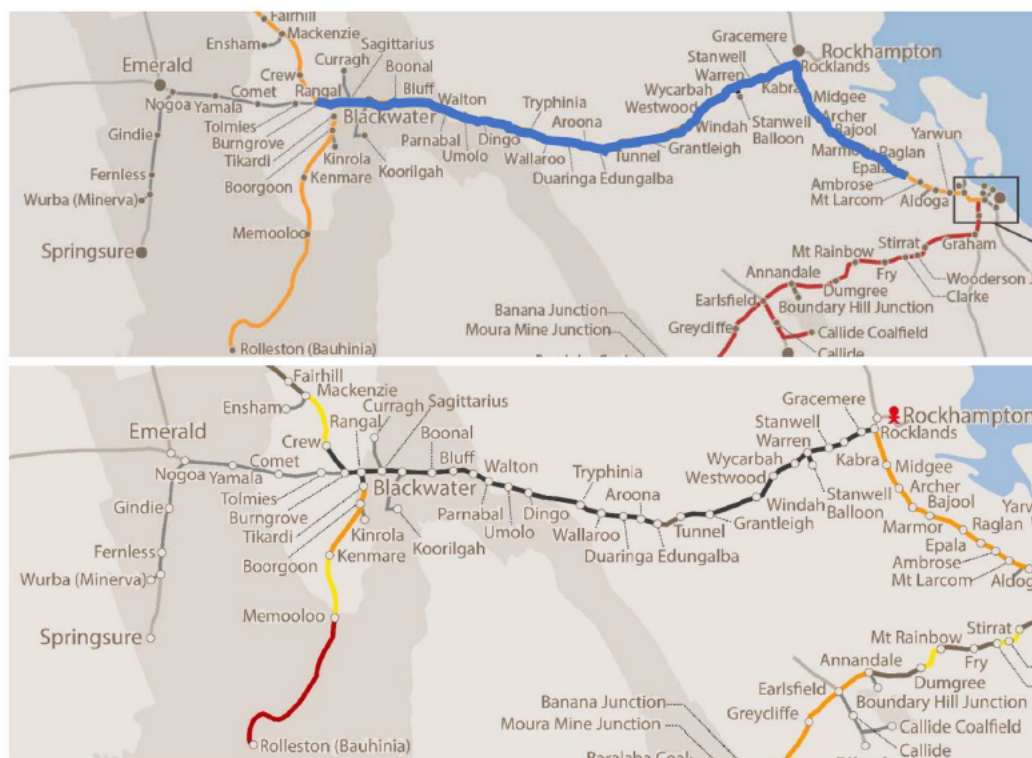 Fairhill
Ensham
Mackenzie
Sagittarius
Curragh
Boonal
Gracemere
Rockhampton
Emerald
Crew
Comet
Rangal
Bluff
Stanwell
Warren
Rocklands
Nogoa
Yamala
Walton
Tryphinia
Wycarbah
Kabra
Midgee
Tolmies
Blackwater
Aroona
Westwood
Archer
Gindie
Burngrove
Parnabal
Dingo
Windah
Stanwell
Balloon
Bajool
Yarwun
Tikardi
Kinrola
Umolo
Wallaroo
Tunnel
Grantleigh
Marmor
Raglan
Fernless
Boorgoon
Kenmare
Koorilgah
Duaringa
Edungalba
Epala
Ambrose
Wurba (Minerva)
Mt Larcom
Aldoga
Memooloo
Springsure
Mt Rainbow
Stirrat
Graham
Annandale
Fry
Wooderson J
Banana Junction
Earlsfield
Dumgree
Clarke
Boundary Hill Junction
Moura Mine Junction
Greycliffe
Callide Coalfield
Rolleston (Bauhinia)
Callide
Fairhill
Mackenzie
Ensham
Curragh
Sagittarius
Rangal
Gracemere
Rockhampton
Emerald
Crew
Boonal
Stanwell
Rocklands
Comet
Bluff
Warren
Nogoa
Yamala
Walton
Tryphinia
Wycarbah
Kabra
Midgee
Tolmies
Blackwater
Aroona
Westwood
Archer
Gindie
Burngrove
Parnabal
Dingo
Windah
Stanwell
Balloon
Bajool
Tikardi
Kinrola
Umolo
Wallaroo
Tunnel
Grantleigh
Marmor
Raglan
Fernless
Boorgoon
Kenmare
Koorilgah
Duaringa
Edungalba
Epala
Ambrose
Wurba (Minerva)
Mt Larcom
Memooloo
Springsure
Mt Rainbow
Stirrat
Annandale
Fry
Dumgree
Earlsfield
Boundary Hill Junction
Banana Junction
Greycliffe
Moura Mine Junction
Callide Coalfield
Rolleston (Bauhinia)
Callide